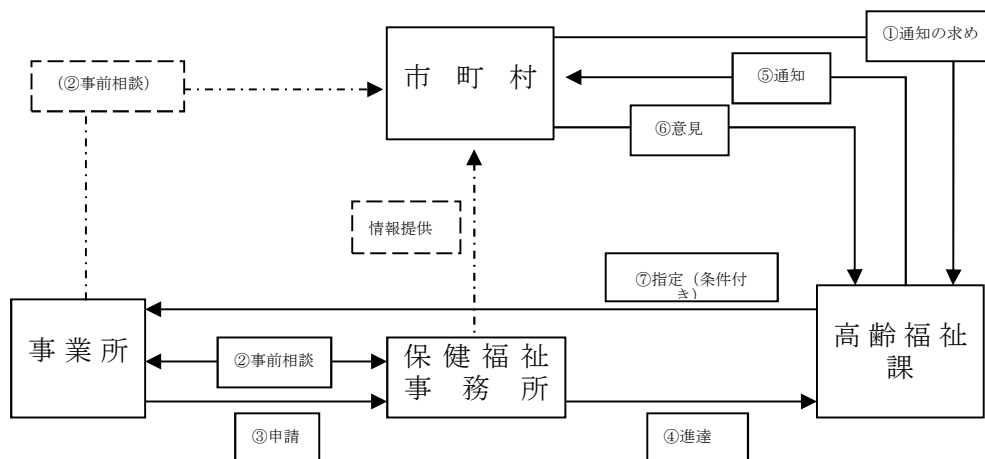 ①通知の求め
(②事前相談)
市町村
⑤通知
⑥意見
情報提供
⑦指定（条件付
き）
事業所
②事前相談
保健福祉
事務所
高齢福祉
課
③申請
④進達